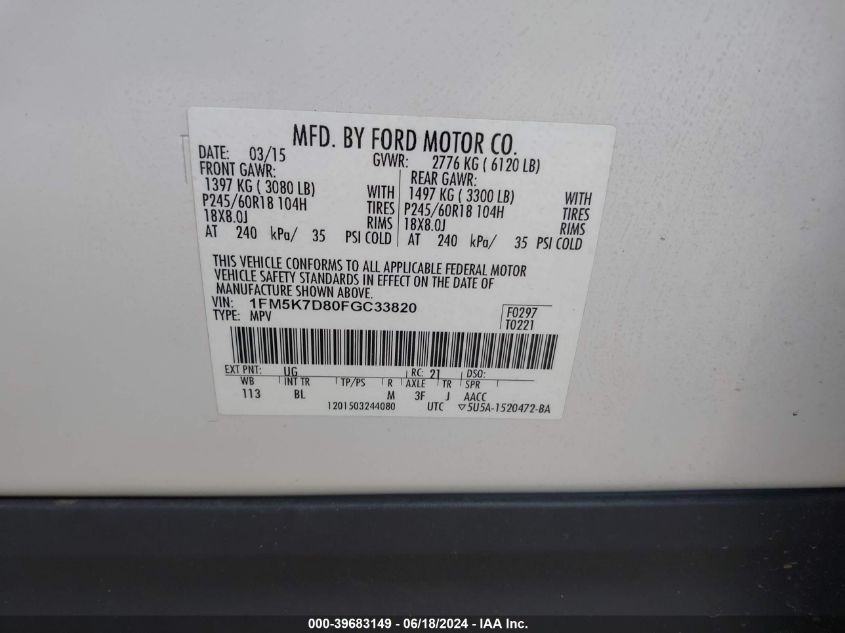 MFD. BY FORD MOTOR CO.
DATE: 03/15 GVWR: 2776 KG ( 6120 LB)
FRONT GAWR: REAR GAWR:
1397 KG ( 3080 LB) WITH 1497 KG ( 3300 LB) WITH
P245/60R18 104H TIRES P245/60R18 104H TIRES
18X8.0J RIMS 18X8.0J RIMS
AT 240 kPa/ 35 PSI COLD AT 240 kPa/ 35 PSI COLD
THIS VEHICLE CONFORMS TO ALL APPLICABLE FEDERAL MOTOR
VEHICLE SAFETY STANDARDS IN EFFECT ON THE DATE OF
MANUFACTURE SHOWN ABOVE.
VIN: 1FM5K7D80FGC33820 F0297
TYPE: MPV T0221
EXT PNT: UG RC: 21 DSO:
WB INT TR TP/PS R AXLE TR SPR
113 BL M 3F J AACC
1201503244080 UTC ▽5U5A-1520472-BA
000-39683149 - 06/18/2024 - IAA Inc.